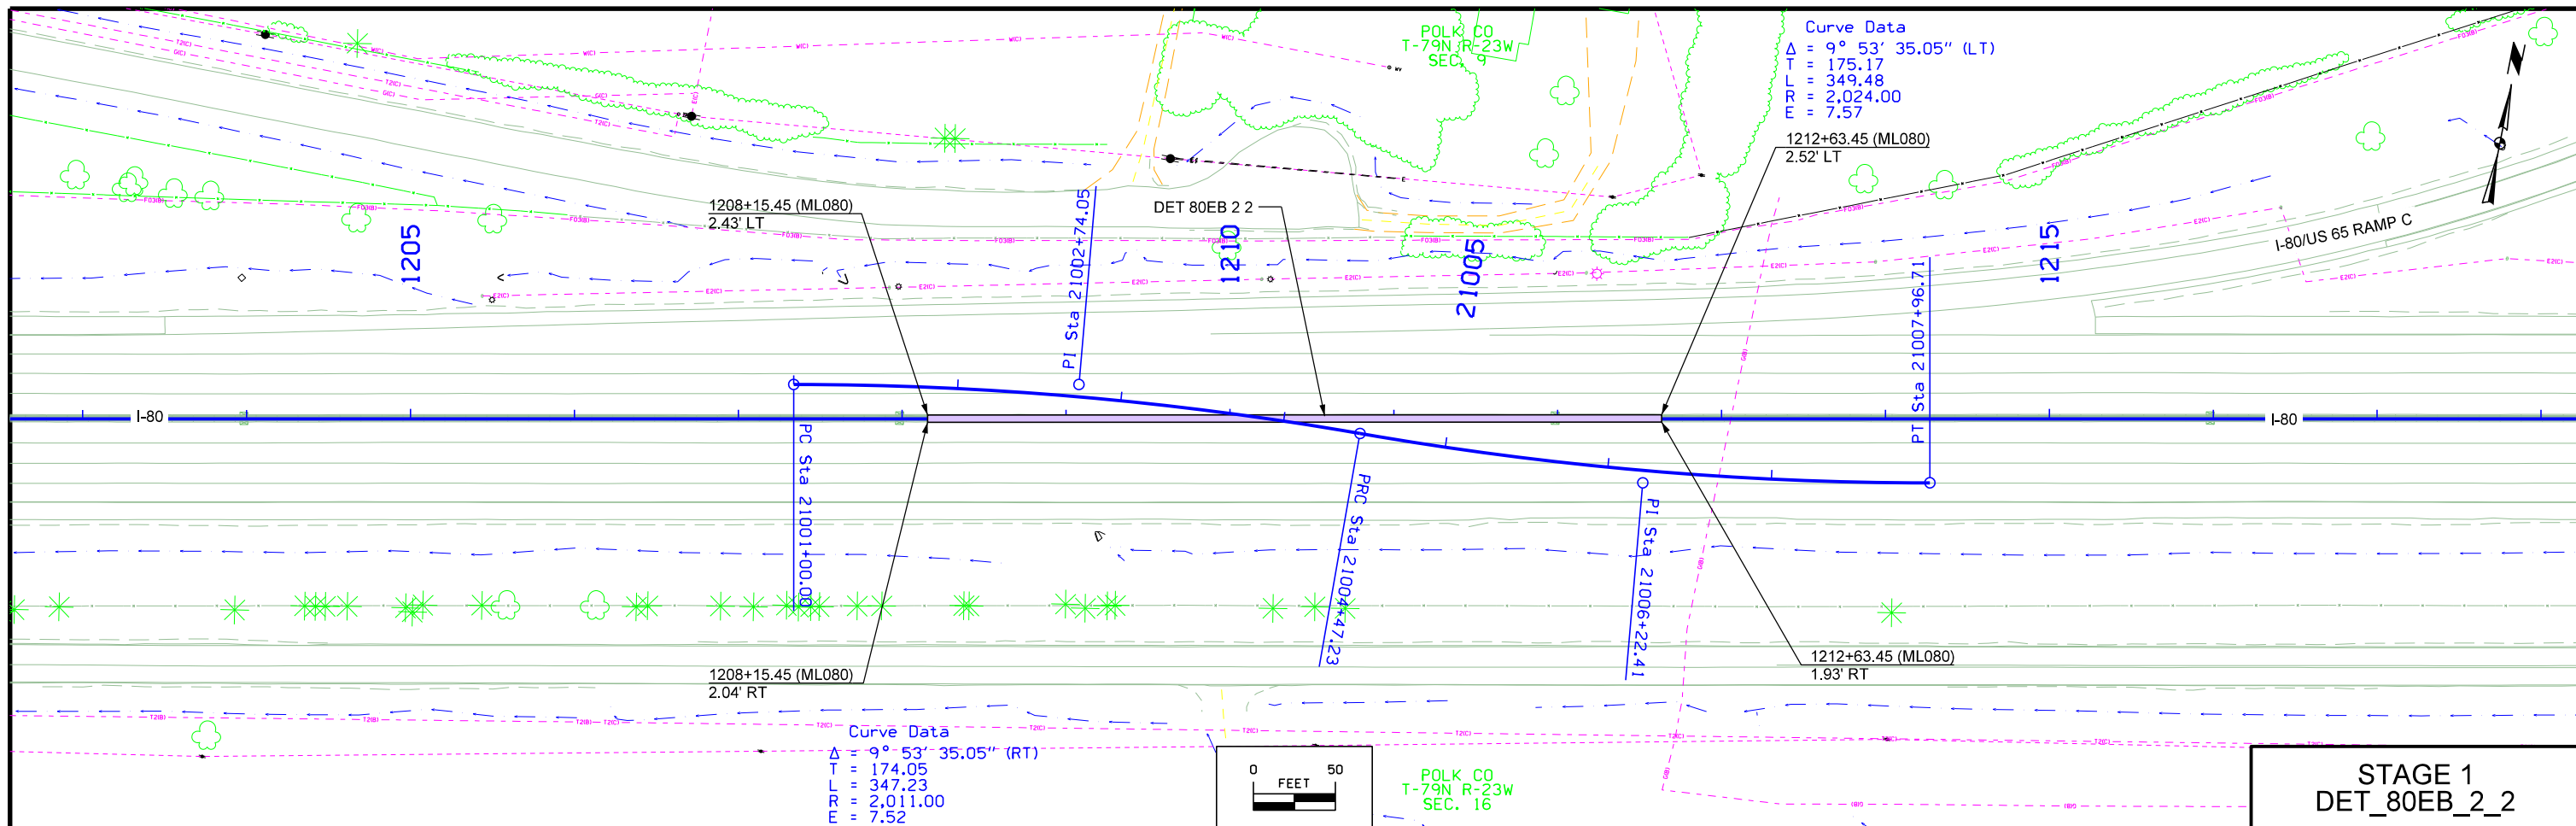 POLK CO
T-79N R-23W
SEC. 9
Curve Data
Δ = 9° 53' 35.05" (LT)
T = 175.17
L = 349.48
R = 2,024.00
E = 7.57
1212+63.45 (ML080)
2.52' LT
1208+15.45 (ML080)
2.43' LT
DET 80EB 2 2
PI Sta 21002+74.05
1205
1210
21005
1215
I-80/US 65 RAMP C
PT Sta 21007+96.71
I-80
I-80
PC Sta 21001+00.00
PRC Sta 21004+47.23
PI Sta 21006+22.41
1208+15.45 (ML080)
2.04' RT
1212+63.45 (ML080)
1.93' RT
Curve Data
Δ = 9° 53' 35.05" (RT)
T = 174.05
L = 347.23
R = 2,011.00
E = 7.52
0 50
FEET
POLK CO
T-79N R-23W
SEC. 16
STAGE 1
DET_80EB_2_2